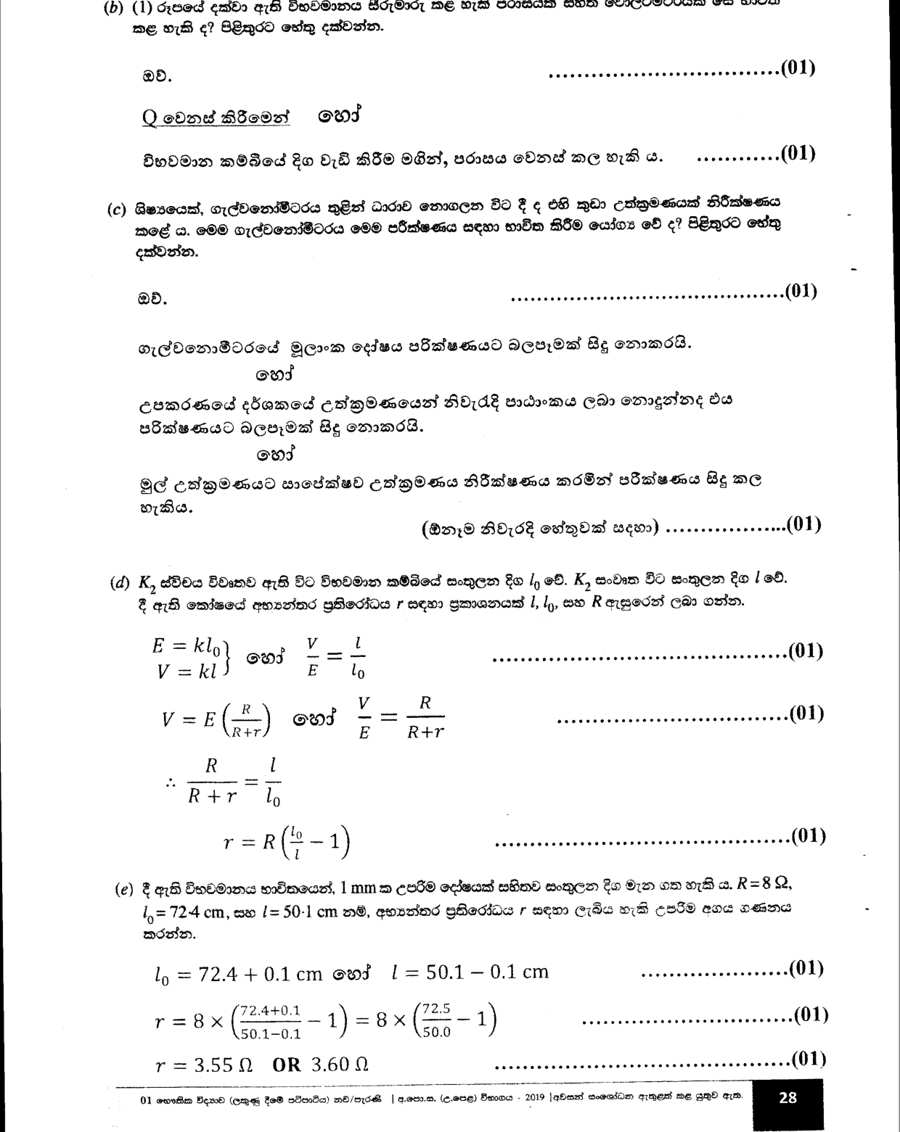 (b) (1) රූපයේ දක්වා ඇති විභවමානය සීරුමාරු කළ හැකි පරාසයක් සහිත වෝල්ටීමීටරයක් සේ භාවිත
කළ හැකි ද? පිළිතුරට හේතු දක්වන්න.
ඔව්. ....................................(01)
Q වෙනස් කිරීමෙන් හෝ
විභවමාන කම්බියේ දිග වැඩි කිරීම මගින්, පරාසය වෙනස් කල හැකි ය. .............(01)
(c) ශිෂ්‍යයෙක්, ගැල්වනෝමීටරය තුළින් ධාරාව නොගලන විට දී ද එහි කුඩා උත්ක්‍රමණයක් නිරීක්ෂණය
කළේ ය. මෙම ගැල්වනෝමීටරය මෙම පරීක්ෂණය සඳහා භාවිත කිරීම යෝග්‍ය වේ ද? පිළිතුරට හේතු
දක්වන්න.
ඔව්. ..........................................(01)
ගැල්වනොමීටරයේ මූලාංක දෝෂය පරීක්ෂණයට බලපෑමක් සිදු නොකරයි.
හෝ
උපකරණයේ දර්ශකයේ උත්ක්‍රමණයෙන් නිවැරැදි පාඨාංකය ලබා නොදුන්නද එය
පරීක්ෂණයට බලපෑමක් සිදු නොකරයි.
හෝ
මුල් උත්ක්‍රමණයට සාපේක්ෂව උත්ක්‍රමණය නිරීක්ෂණය කරමින් පරීක්ෂණය සිදු කල
හැකිය.
(ඕනෑම නිවැරදි හේතුවක් සඳහා) ...................(01)
(d) K₂ ස්විචය විවෘතව ඇති විට විභවමාන කම්බියේ සංතුලන දිග l₀ වේ. K₂ සංවෘත විට සංතුලන දිග l වේ.
දී ඇති කෝෂයේ අභ්‍යන්තර ප්‍රතිරෝධය r සඳහා ප්‍රකාශනයක් l, l₀, සහ R ඇසුරෙන් ලබා ගන්න.
E = kl₀ } V = kl හෝ V/E = l/l₀ ..............................................(01)
V = E (R/(R+r)) හෝ V/E = R/(R+r) ....................................(01)
∴ R/(R + r) = l/l₀
r = R (l₀/l − 1) ..............................................(01)
(e) දී ඇති විභවමානය භාවිතයෙන්, 1 mm ක උපරිම දෝෂයක් සහිතව සංතුලන දිග මැන ගත හැකි ය. R = 8 Ω,
l₀ = 72·4 cm, සහ l = 50·1 cm නම්, අභ්‍යන්තර ප්‍රතිරෝධය r සඳහා ලැබිය හැකි උපරිම අගය ගණනය
කරන්න.
l₀ = 72.4 + 0.1 cm හෝ l = 50.1 − 0.1 cm .......................(01)
r = 8 × ((72.4+0.1)/(50.1−0.1) − 1) = 8 × (72.5/50.0 − 1) .................................(01)
r = 3.55 Ω OR 3.60 Ω ..............................................(01)
01 භෞතික විද්‍යාව (ලකුණු දීමේ පටිපාටිය) නව/පැරණි | අ.පො.ස. (උ.පෙළ) විභාගය - 2019 | අවසන් සංශෝධන ඇතුළත් කළ යුතුව ඇත. 28